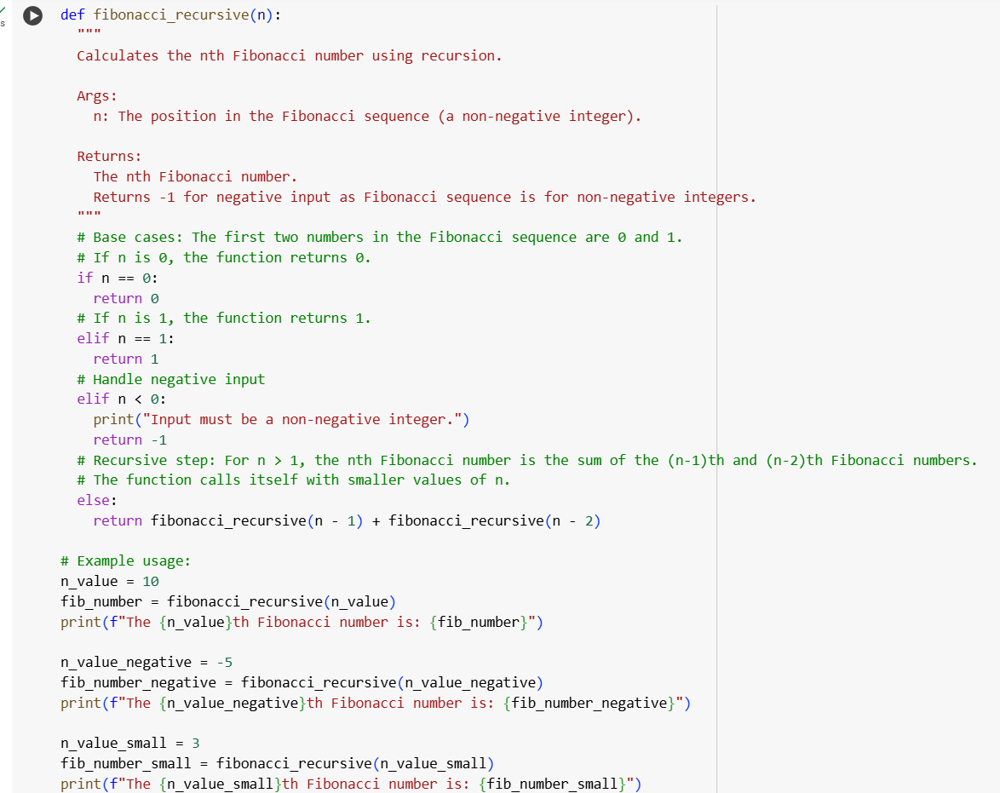 s
def fibonacci_recursive(n):
  """
  Calculates the nth Fibonacci number using recursion.

  Args:
    n: The position in the Fibonacci sequence (a non-negative integer).

  Returns:
    The nth Fibonacci number.
    Returns -1 for negative input as Fibonacci sequence is for non-negative integers.
  """
  # Base cases: The first two numbers in the Fibonacci sequence are 0 and 1.
  # If n is 0, the function returns 0.
  if n == 0:
    return 0
  # If n is 1, the function returns 1.
  elif n == 1:
    return 1
  # Handle negative input
  elif n < 0:
    print("Input must be a non-negative integer.")
    return -1
  # Recursive step: For n > 1, the nth Fibonacci number is the sum of the (n-1)th and (n-2)th Fibonacci numbers.
  # The function calls itself with smaller values of n.
  else:
    return fibonacci_recursive(n - 1) + fibonacci_recursive(n - 2)

# Example usage:
n_value = 10
fib_number = fibonacci_recursive(n_value)
print(f"The {n_value}th Fibonacci number is: {fib_number}")

n_value_negative = -5
fib_number_negative = fibonacci_recursive(n_value_negative)
print(f"The {n_value_negative}th Fibonacci number is: {fib_number_negative}")

n_value_small = 3
fib_number_small = fibonacci_recursive(n_value_small)
print(f"The {n_value_small}th Fibonacci number is: {fib_number_small}")